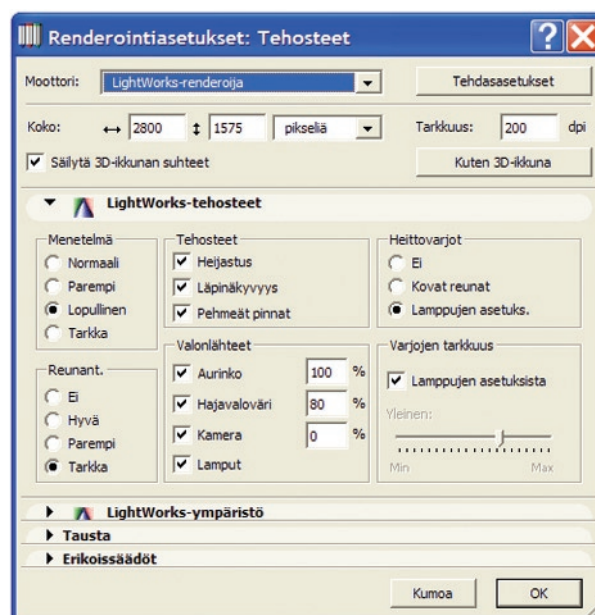 Renderointiasetukset: Tehosteet
Moottori: LightWorks-renderoija Tehdasasetukset
Koko: 2800 1575 pikseliä Tarkkuus: 200 dpi
Säilytä 3D-ikkunan suhteet Kuten 3D-ikkuna
LightWorks-tehosteet
Menetelmä
Normaali
Parempi
Lopullinen
Tarkka
Reunant.
Ei
Hyvä
Parempi
Tarkka
Tehosteet
Heijastus
Läpinäkyvyys
Pehmeät pinnat
Valonlähteet
Aurinko 100 %
Hajavaloväri 80 %
Kamera 0 %
Lamput
Heittovarjot
Ei
Kovat reunat
Lamppujen asetuks.
Varjojen tarkkuus
Lamppujen asetuksista
Yleinen:
Min Max
LightWorks-ympäristö
Tausta
Erikoissäädöt
Kumoa OK